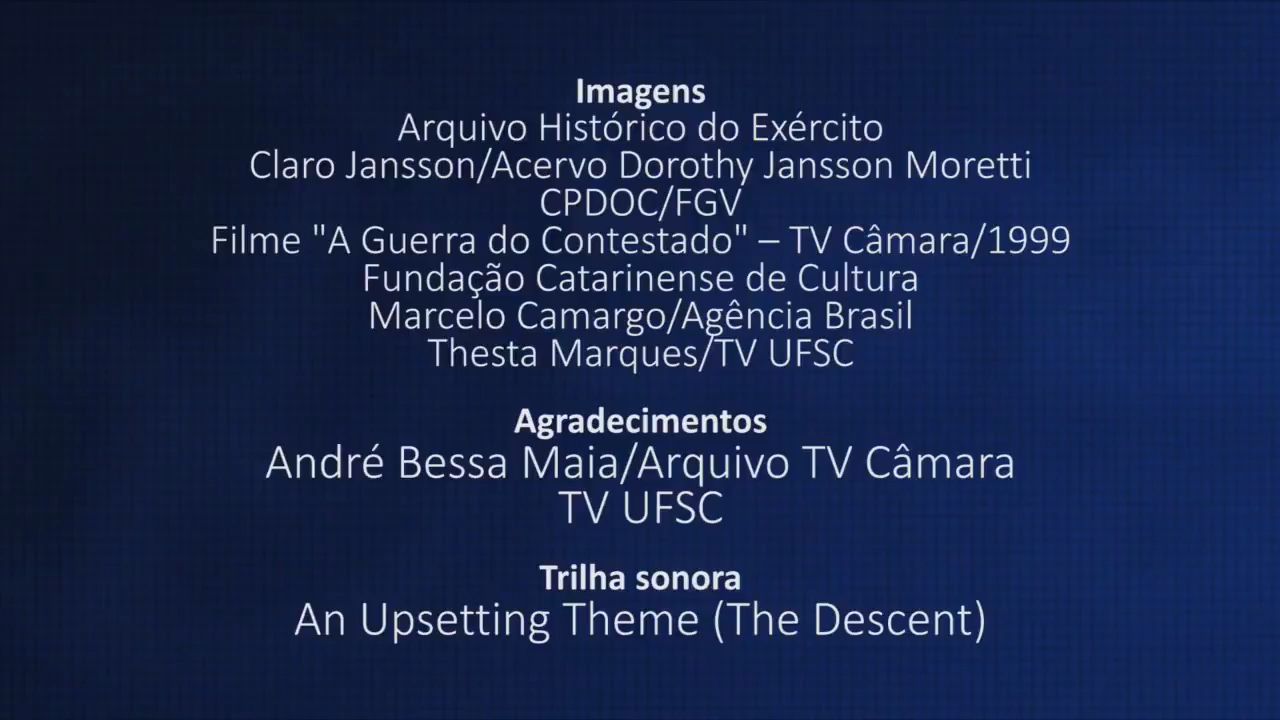 Imagens
Arquivo Histórico do Exército
Claro Jansson/Acervo Dorothy Jansson Moretti
CPDOC/FGV
Filme "A Guerra do Contestado" – TV Câmara/1999
Fundação Catarinense de Cultura
Marcelo Camargo/Agência Brasil
Thesta Marques/TV UFSC
Agradecimentos
André Bessa Maia/Arquivo TV Câmara
TV UFSC
Trilha sonora
An Upsetting Theme (The Descent)